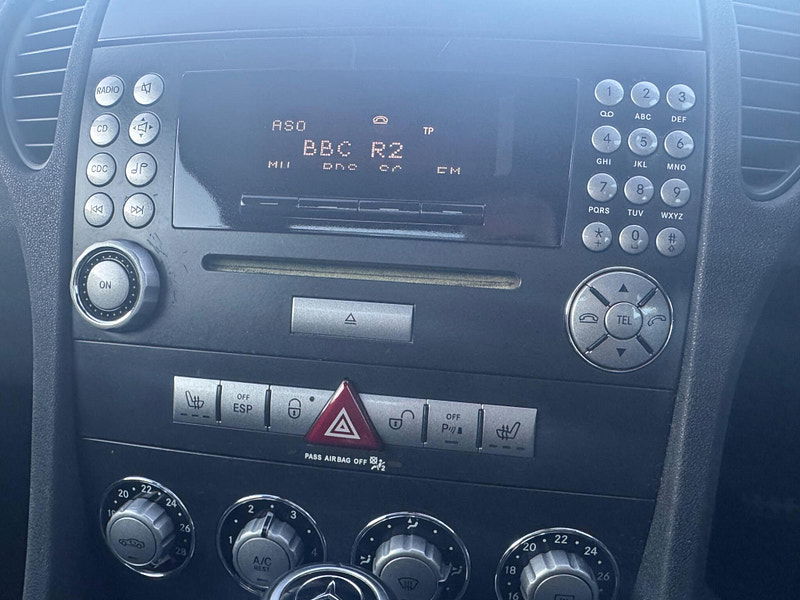 RADIO
CD
CDC
ON
ASO
TP
BBC R2
FM
1 2 3
ABC DEF
4 5 6
GHI JKL MNO
7 8 9
PQRS TUV WXYZ
* 0 #
TEL
OFF
ESP
OFF
P
PASS AIRBAG OFF
20 22 24 26 28
1 2 3 4
A/C
REST
16 18 20 22 24 26